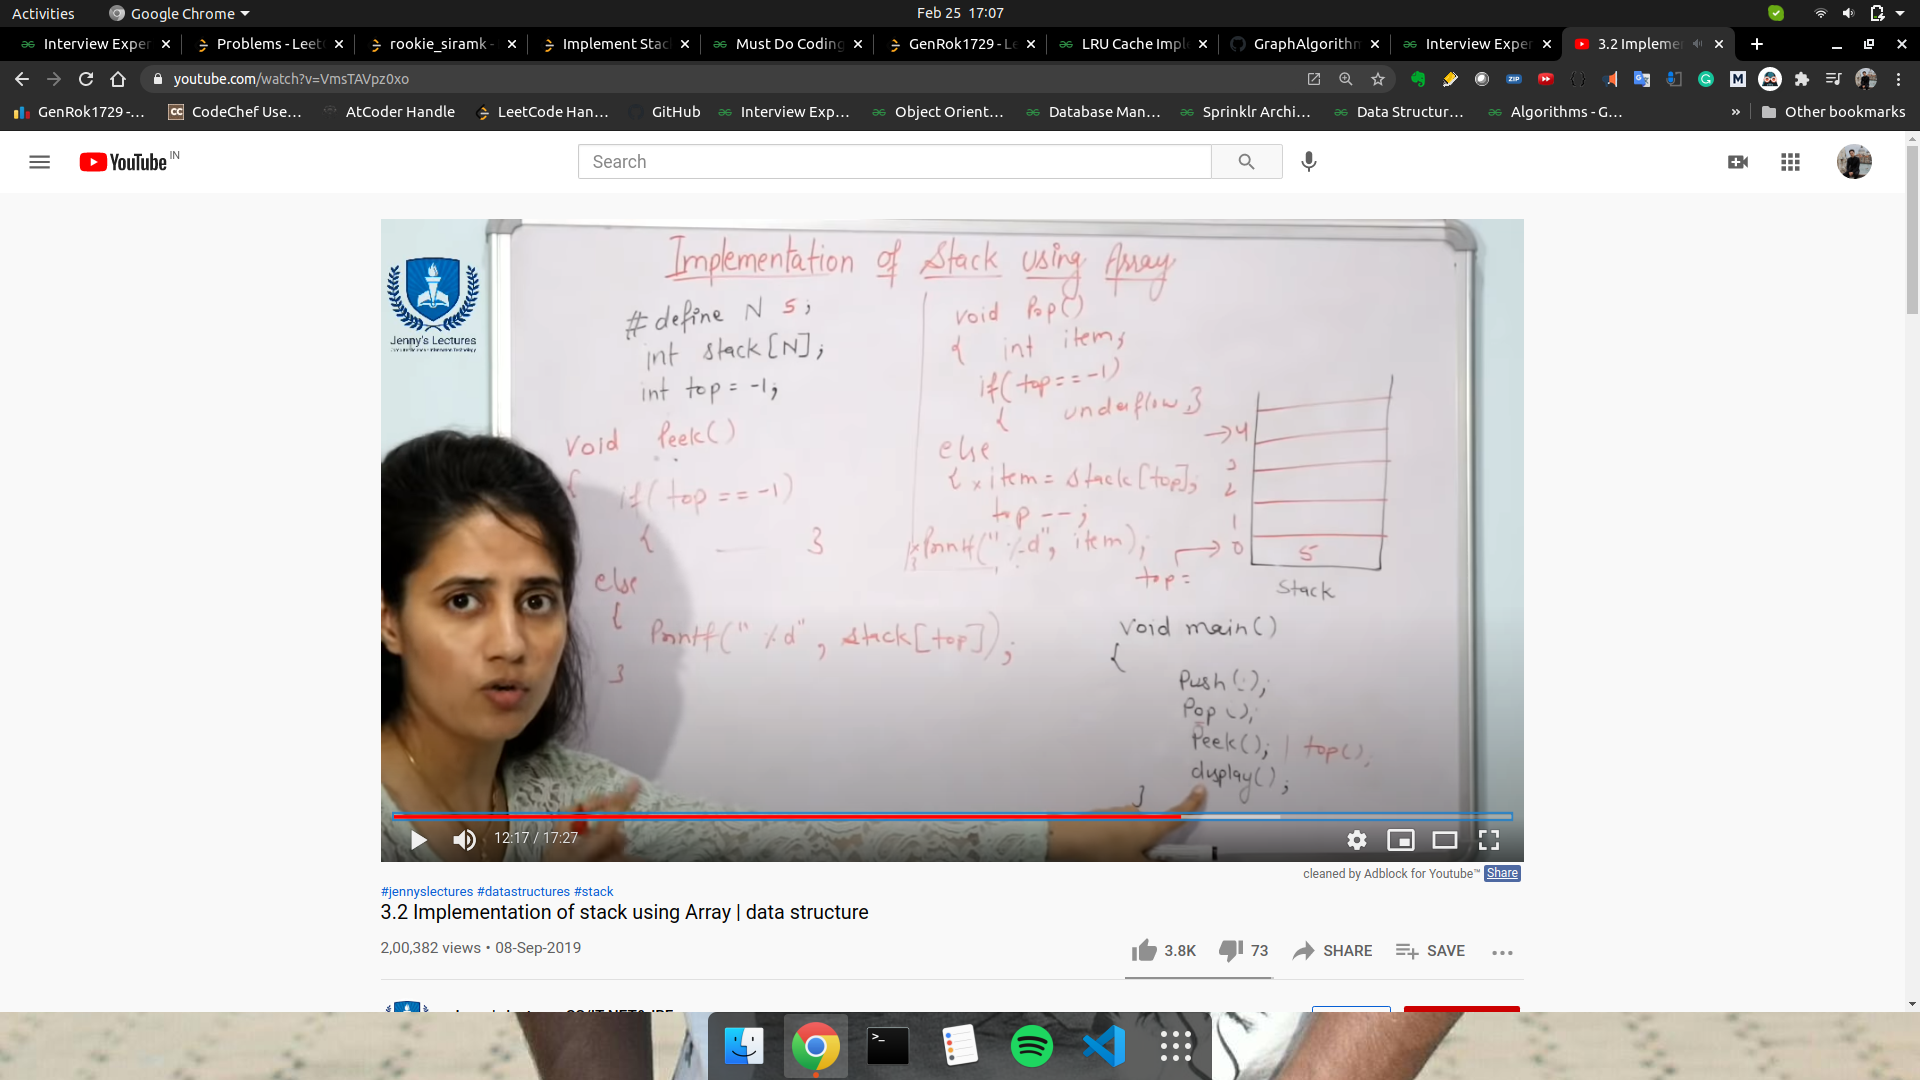 Activities Google Chrome Feb 25 17:07
Interview Exper Problems - Leet rookie_siramk - Implement Stac Must Do Coding GenRok1729 - Le LRU Cache Impl GraphAlgorithm Interview Exper 3.2 Implemen
youtube.com/watch?v=VmsTAVpz0xo
GenRok1729 -... CodeChef Use... AtCoder Handle LeetCode Han... GitHub Interview Exp... Object Orient... Database Man... Sprinklr Archi... Data Structur... Algorithms - G... » Other bookmarks
YouTube IN Search
Implementation of Stack using Array
Jenny's Lectures
# define N 5;
int stack[N];
int top = -1;
void Peek()
{ if( top == -1)
{ 3
else
{
Printf("%d", stack[top]);
3
void Pop()
{ int item;
if( top == -1)
{ underflow 3
else
{ item = stack[top];
top --;
Printf("%d", item);
4
3
2
1
0 5
top =
Stack
void main()
{
Push();
Pop();
Peek(); | top();
display();
}
12:17 / 17:27
cleaned by Adblock for Youtube™ Share
#jennyslectures #datastructures #stack
3.2 Implementation of stack using Array | data structure
2,00,382 views • 08-Sep-2019
3.8K 73 SHARE SAVE